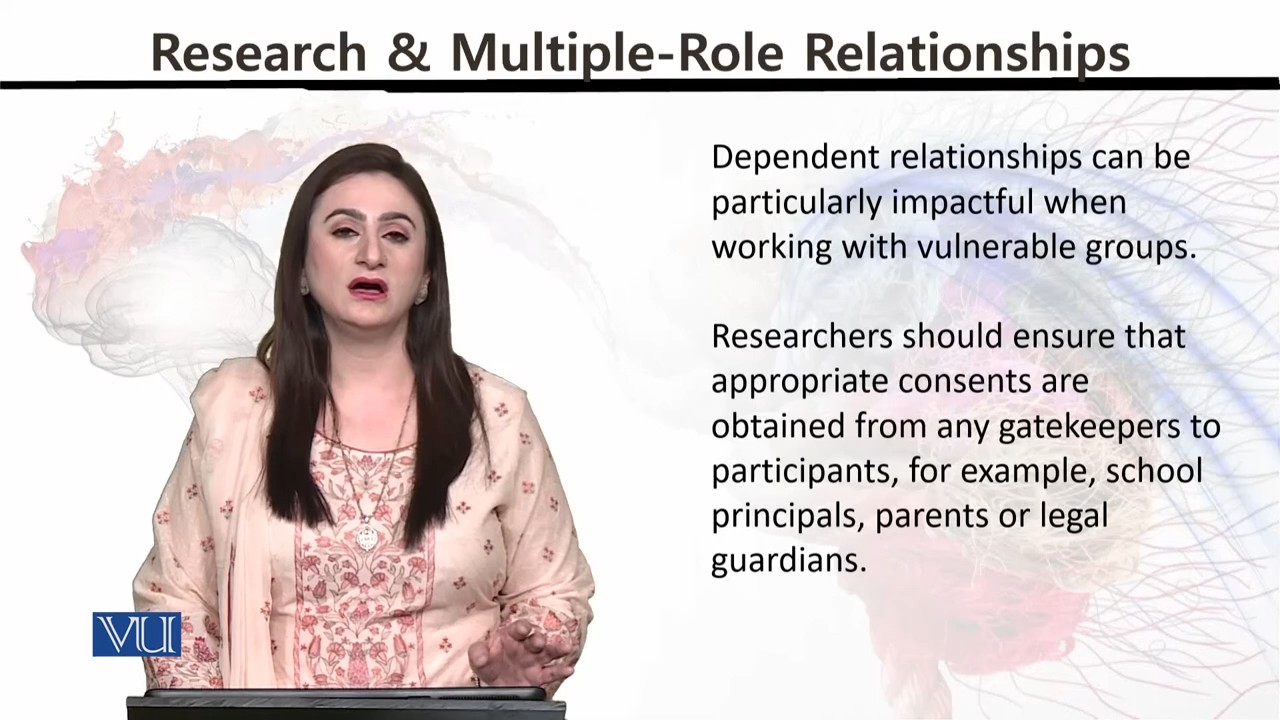 Research & Multiple-Role Relationships
Dependent relationships can be
particularly impactful when
working with vulnerable groups.
Researchers should ensure that
appropriate consents are
obtained from any gatekeepers to
participants, for example, school
principals, parents or legal
guardians.
VU